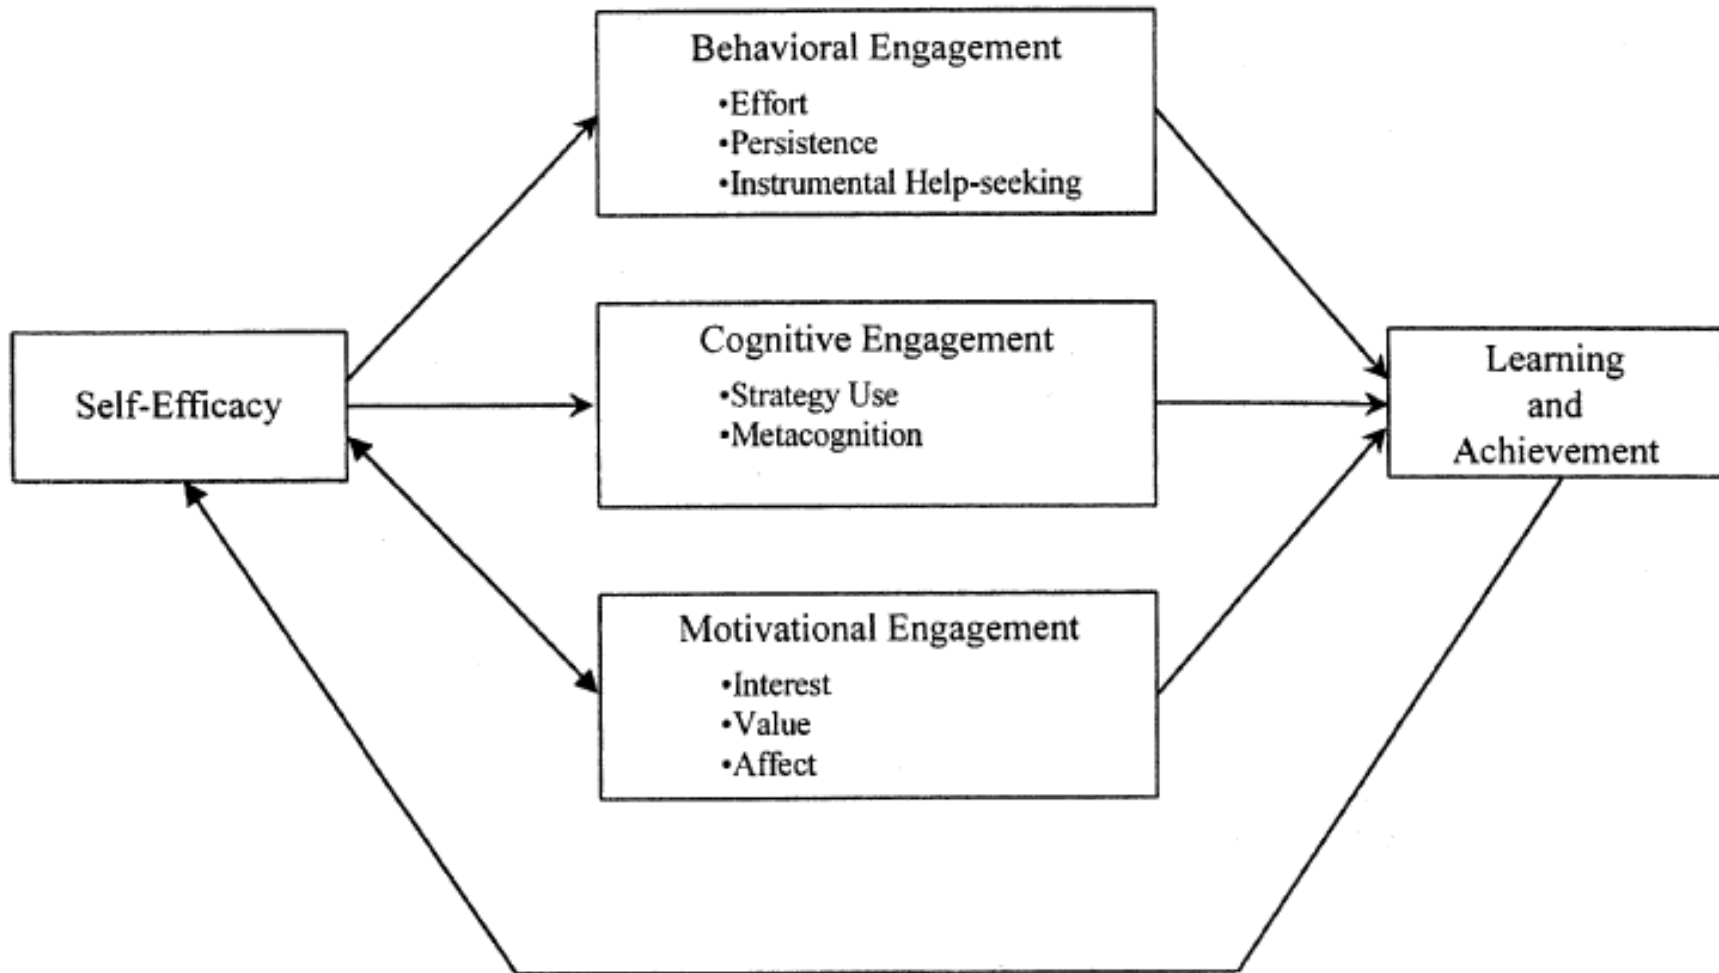 Behavioral Engagement
•Effort
•Persistence
•Instrumental Help-seeking
Self-Efficacy
Cognitive Engagement
•Strategy Use
•Metacognition
Learning
and
Achievement
Motivational Engagement
•Interest
•Value
•Affect